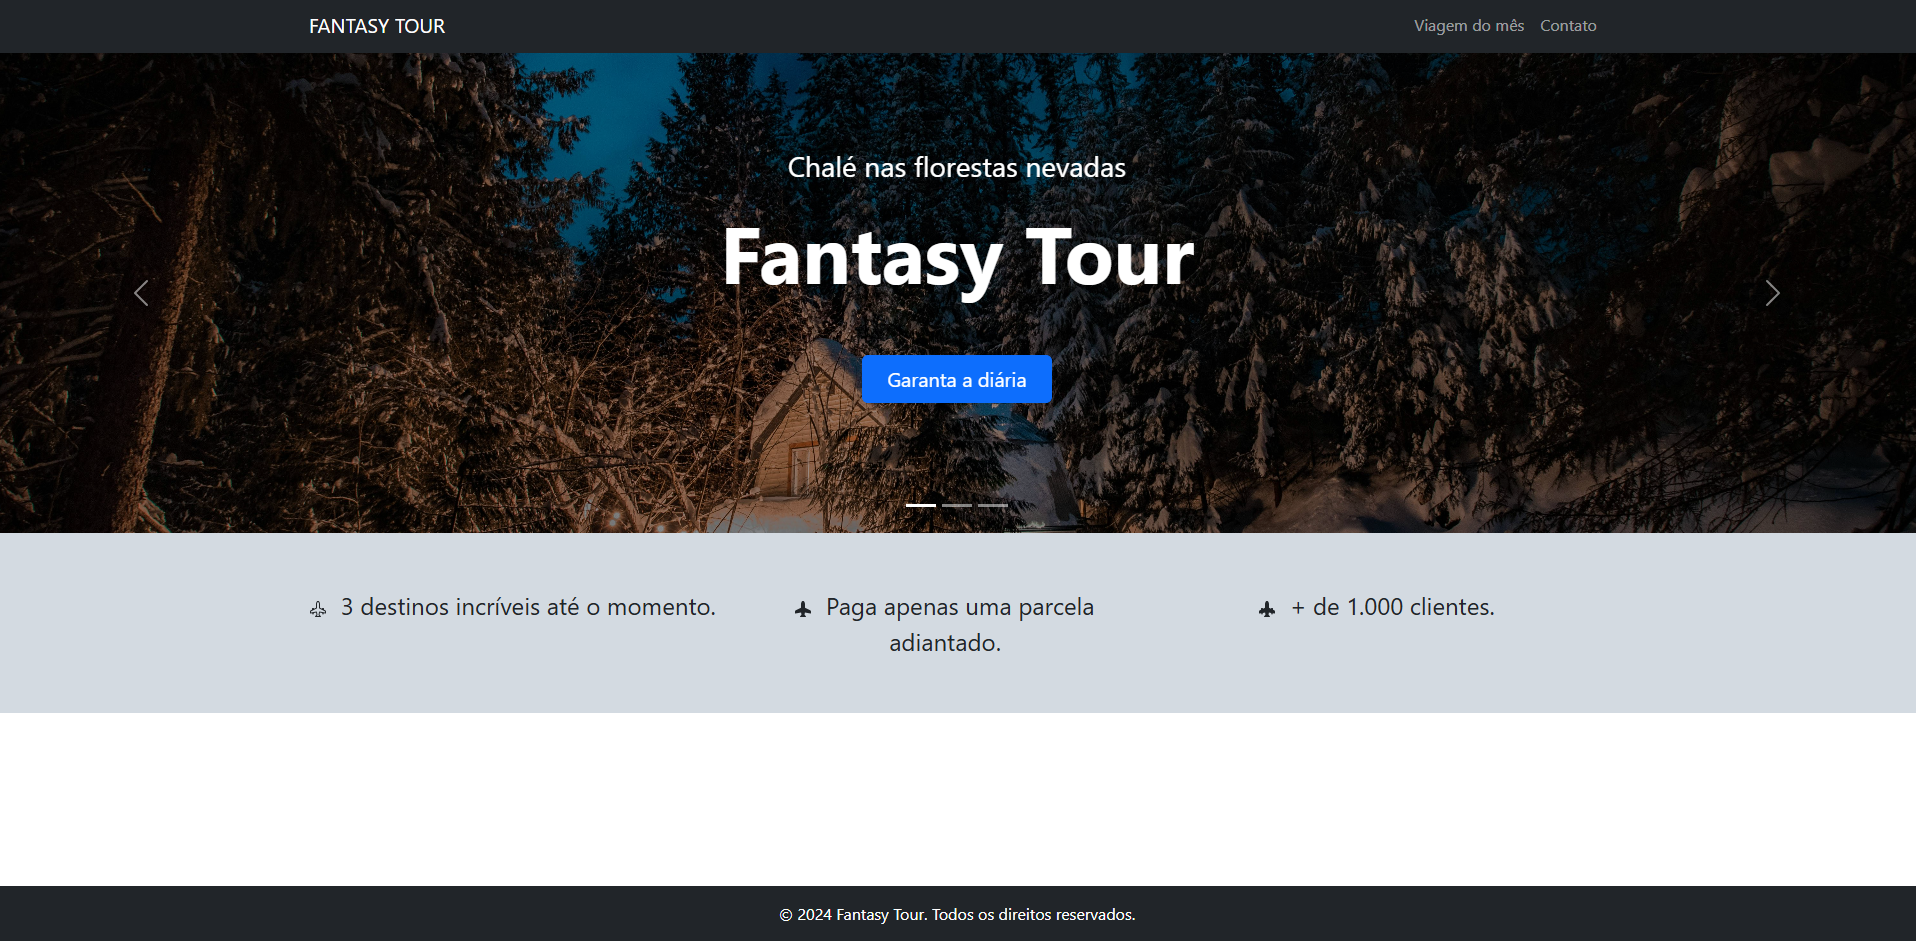 FANTASY TOUR
Viagem do mês Contato
Chalé nas florestas nevadas
Fantasy Tour
Garanta a diária
3 destinos incríveis até o momento.
Paga apenas uma parcela
adiantado.
+ de 1.000 clientes.
© 2024 Fantasy Tour. Todos os direitos reservados.